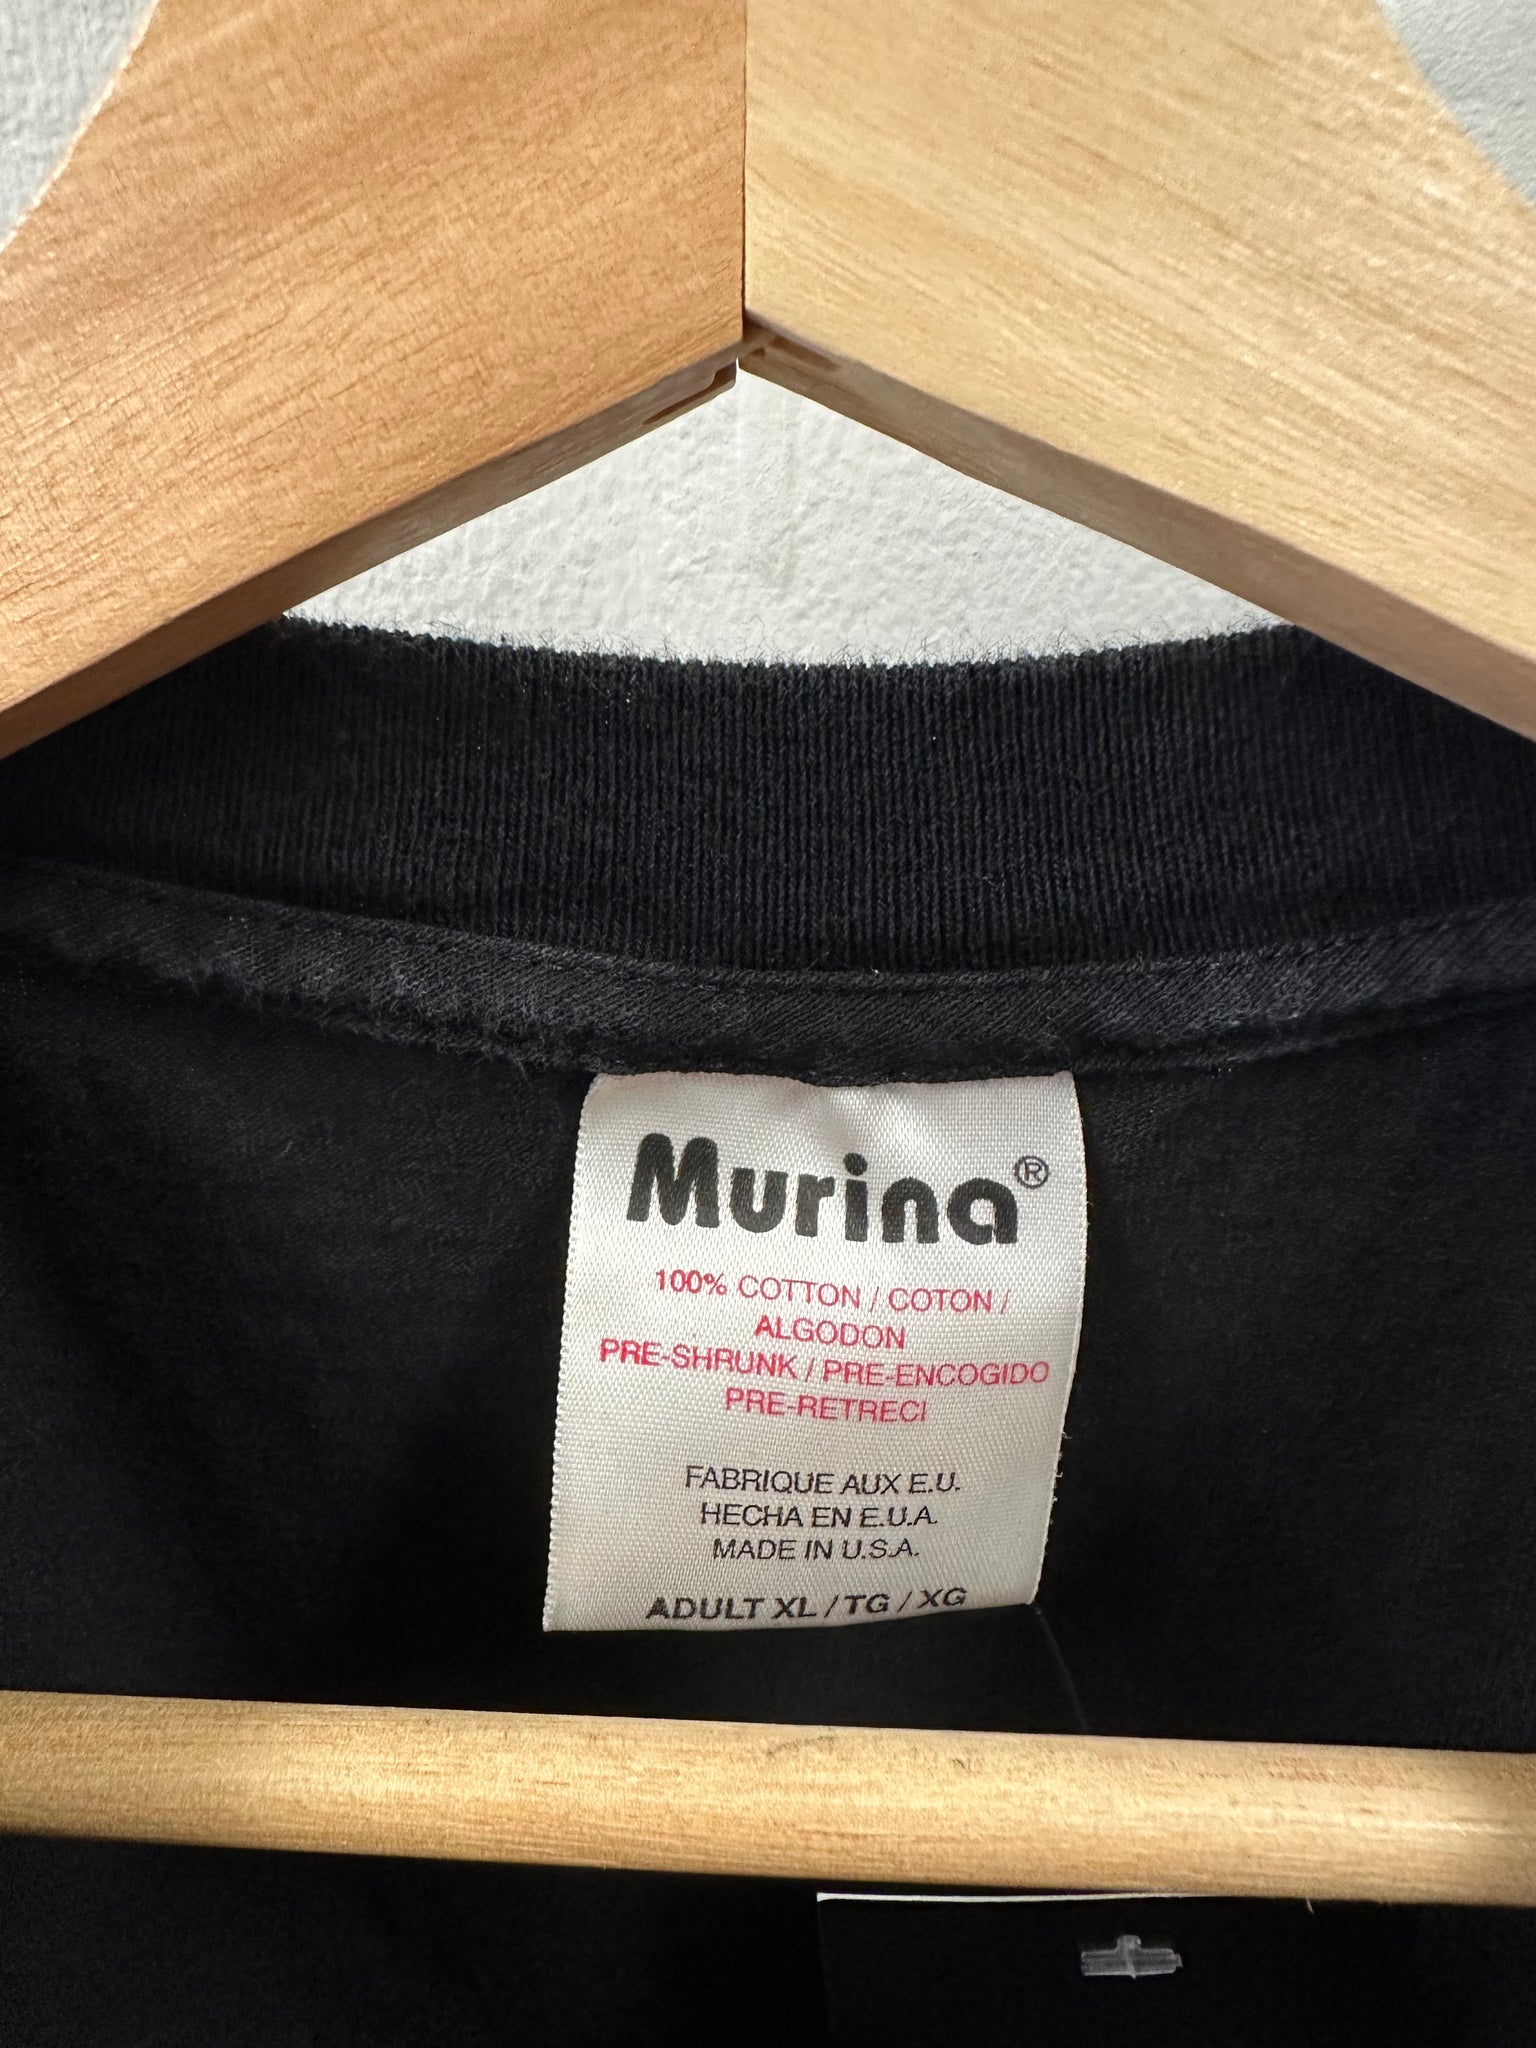 Murina®
100% COTTON / COTON /
ALGODON
PRE-SHRUNK / PRE-ENCOGIDO
PRE-RETRECI
FABRIQUE AUX E.U.
HECHA EN E.U.A.
MADE IN U.S.A.
ADULT XL / TG / XG